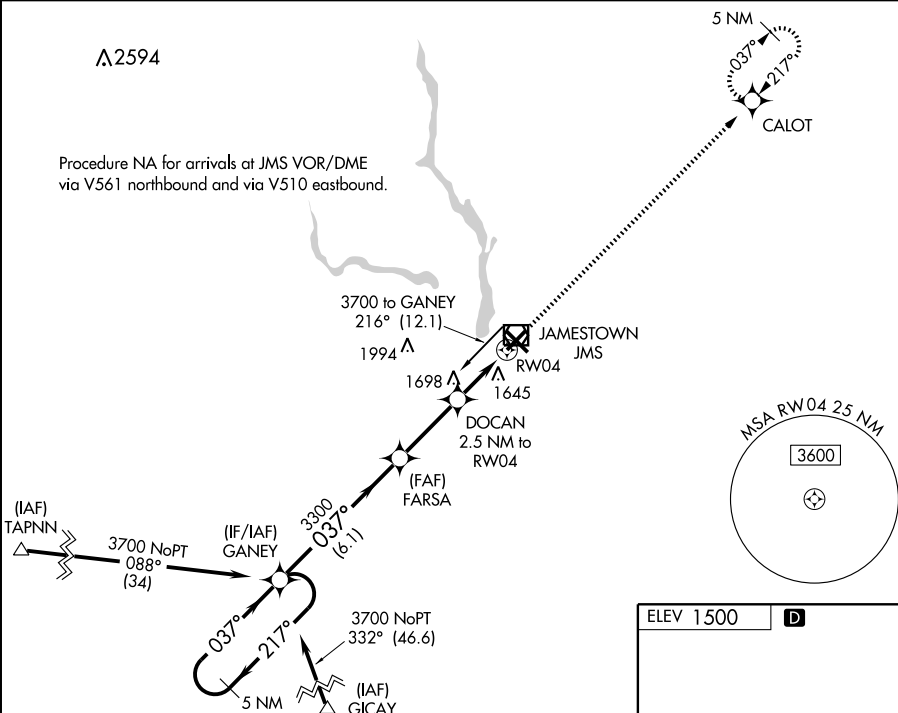 5 NM
2594
037°
217°
CALOT
Procedure NA for arrivals at JMS VOR/DME
via V561 northbound and via V510 eastbound.
3700 to GANEY
216° (12.1)
JAMESTOWN
JMS
1994
RW04
1698
1645
DOCAN
2.5 NM to
RW04
MSA RW04 25 NM
3600
(FAF)
FARSA
(IAF)
TAPNN
3700 NoPT
088°
(34)
(IF/IAF)
GANEY
3300
037°
(6.1)
037°
217°
5 NM
3700 NoPT
332° (46.6)
(IAF)
GICAY
ELEV 1500
D